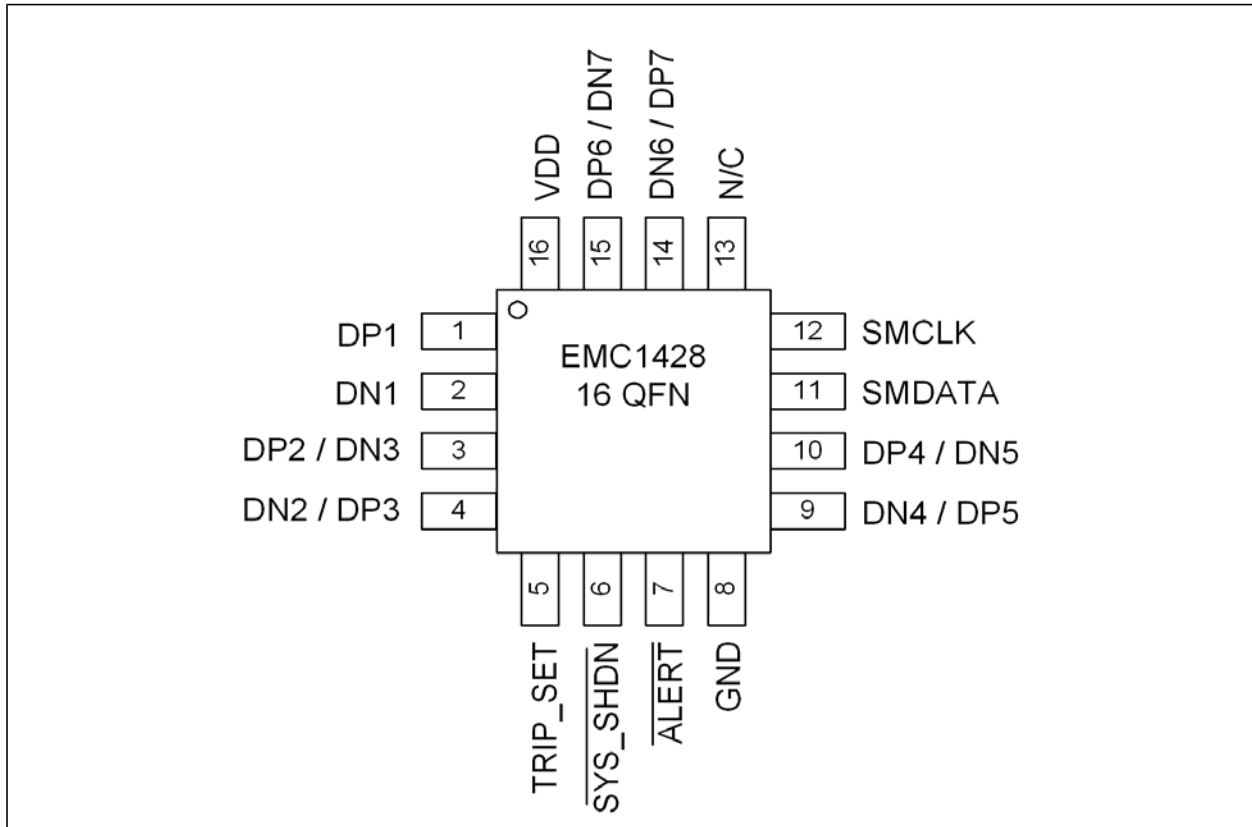 VDD
DP6 / DN7
DN6 / DP7
N/C
16
15
14
13
DP1
1
DN1
2
DP2 / DN3
3
DN2 / DP3
4
EMC1428
16 QFN
12
SMCLK
11
SMDATA
10
DP4 / DN5
9
DN4 / DP5
5
6
7
8
TRIP_SET
SYS_SHDN
ALERT
GND